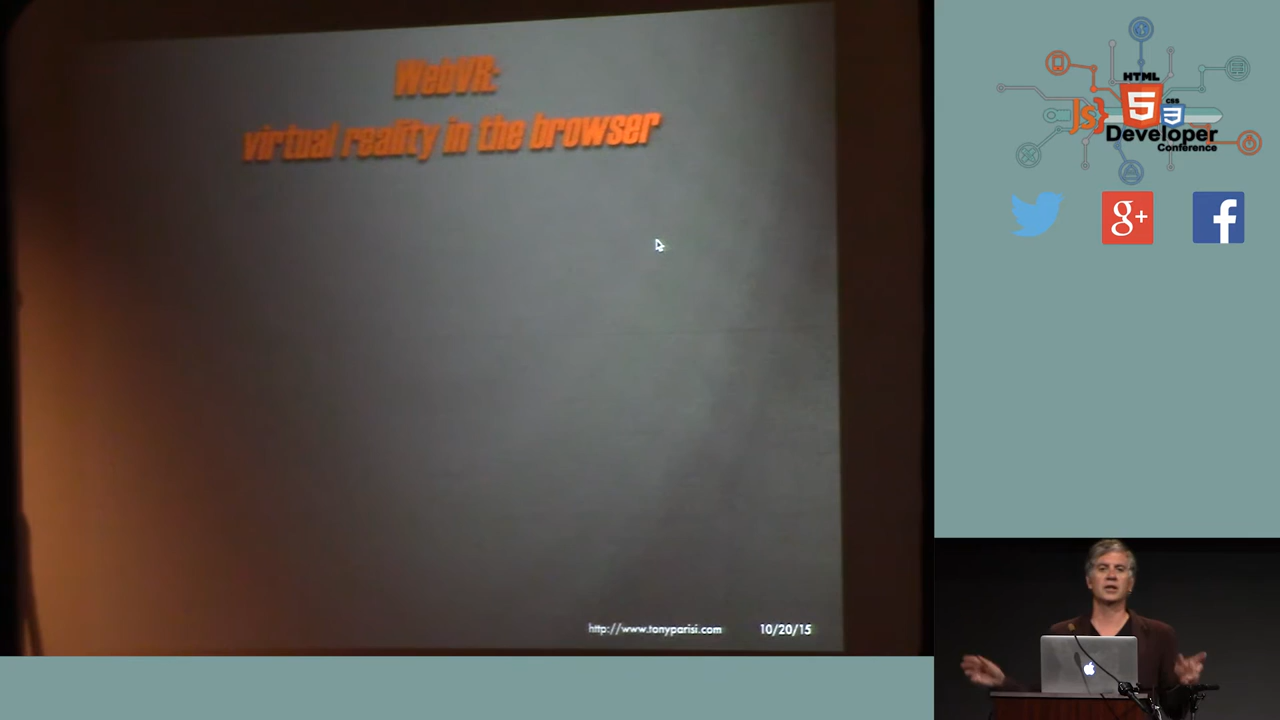 WebVR:
virtual reality in the browser
http://www.tonyparisi.com 10/20/15
HTML
5
CSS
3
JS}
Developer
Conference
g+
f